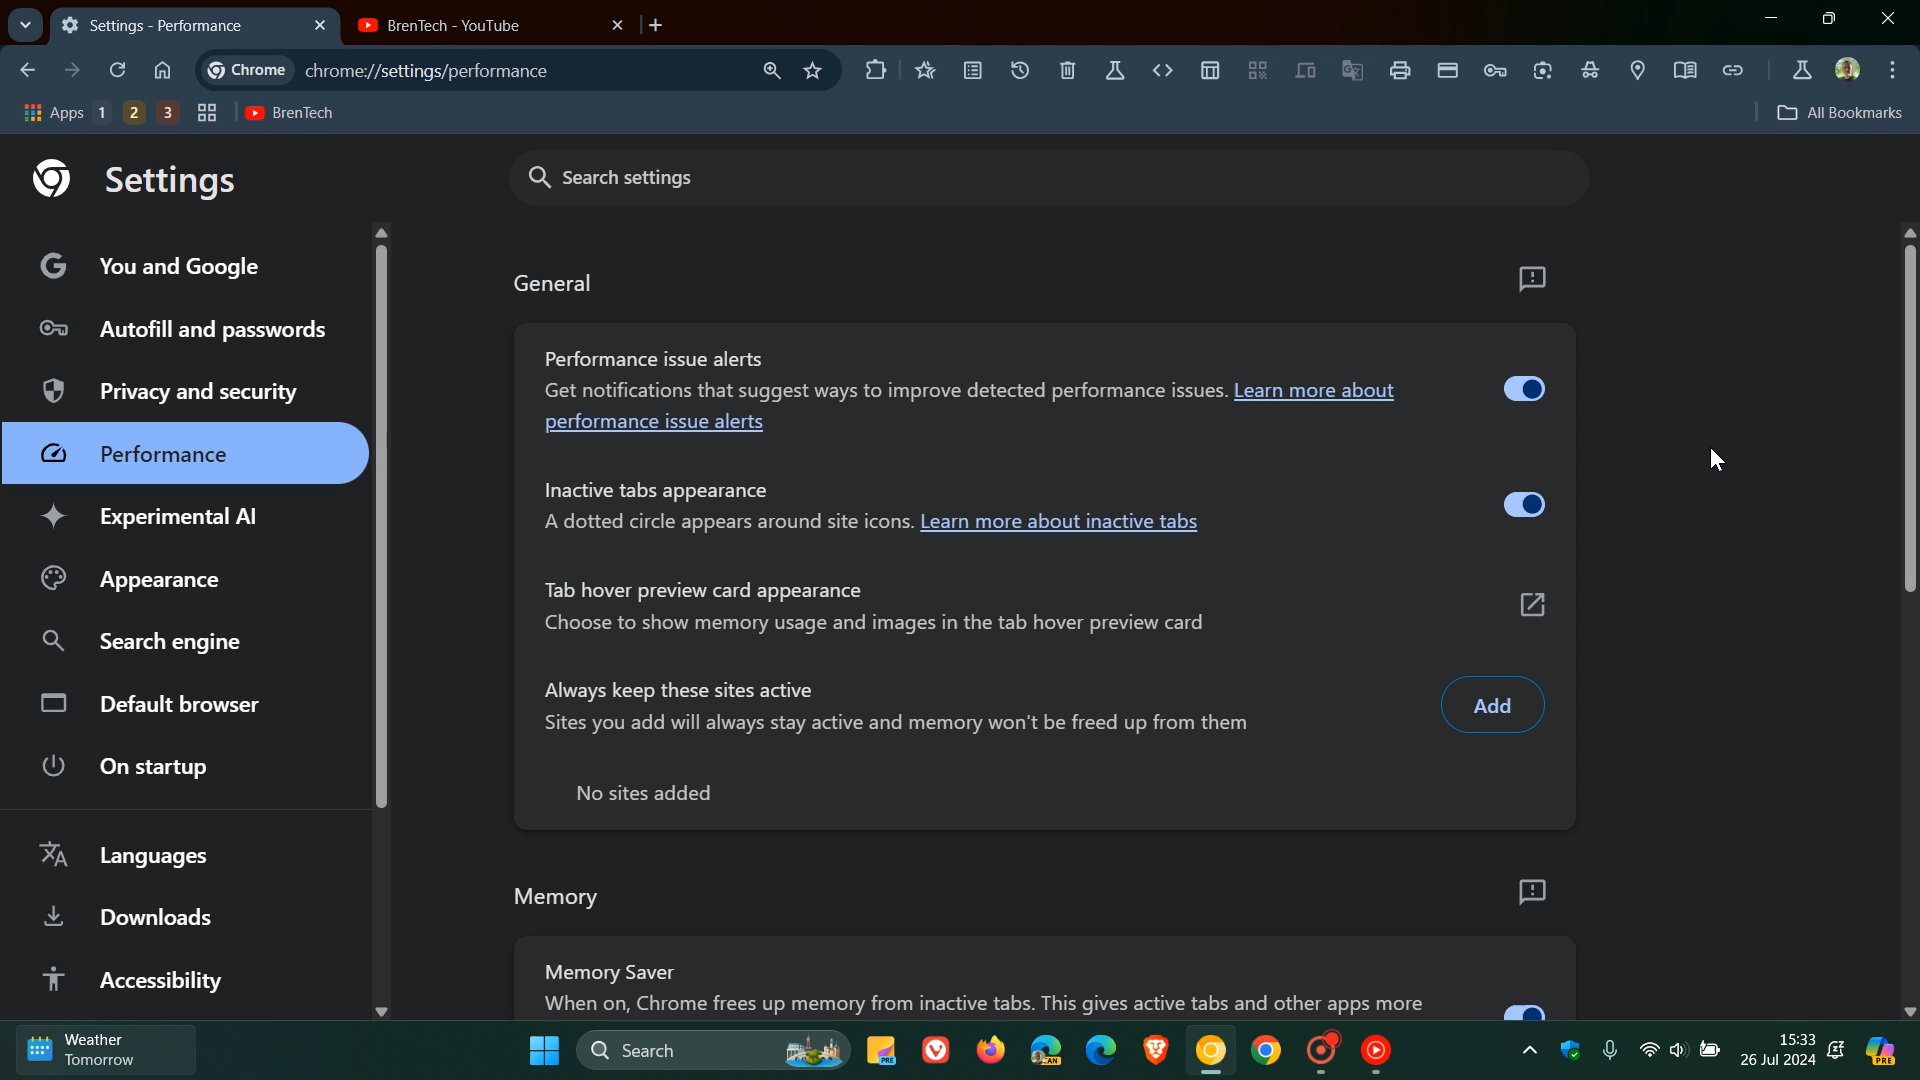 Settings - Performance
BrenTech - YouTube
Chrome
chrome://settings/performance
Apps
1
2
3
BrenTech
All Bookmarks
Settings
Search settings
You and Google
Autofill and passwords
Privacy and security
Performance
Experimental AI
Appearance
Search engine
Default browser
On startup
Languages
Downloads
Accessibility
General
Performance issue alerts
Get notifications that suggest ways to improve detected performance issues. Learn more about
performance issue alerts
Inactive tabs appearance
A dotted circle appears around site icons. Learn more about inactive tabs
Tab hover preview card appearance
Choose to show memory usage and images in the tab hover preview card
Always keep these sites active
Sites you add will always stay active and memory won't be freed up from them
Add
No sites added
Memory
Memory Saver
When on, Chrome frees up memory from inactive tabs. This gives active tabs and other apps more
Weather
Tomorrow
Search
PRE
CAN
15:33
26 Jul 2024
PRE